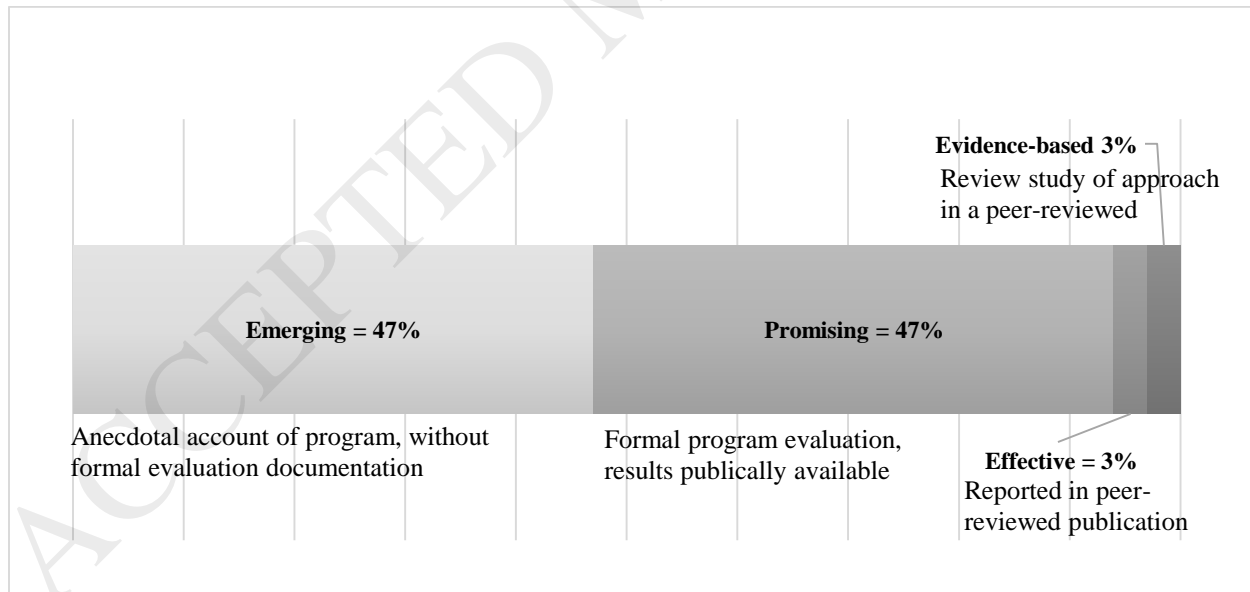 ACCEPTED M
Evidence-based 3%
Review study of approach
in a peer-reviewed
Emerging = 47%
Promising = 47%
Anecdotal account of program, without
formal evaluation documentation
Formal program evaluation,
results publically available
Effective = 3%
Reported in peer-
reviewed publication